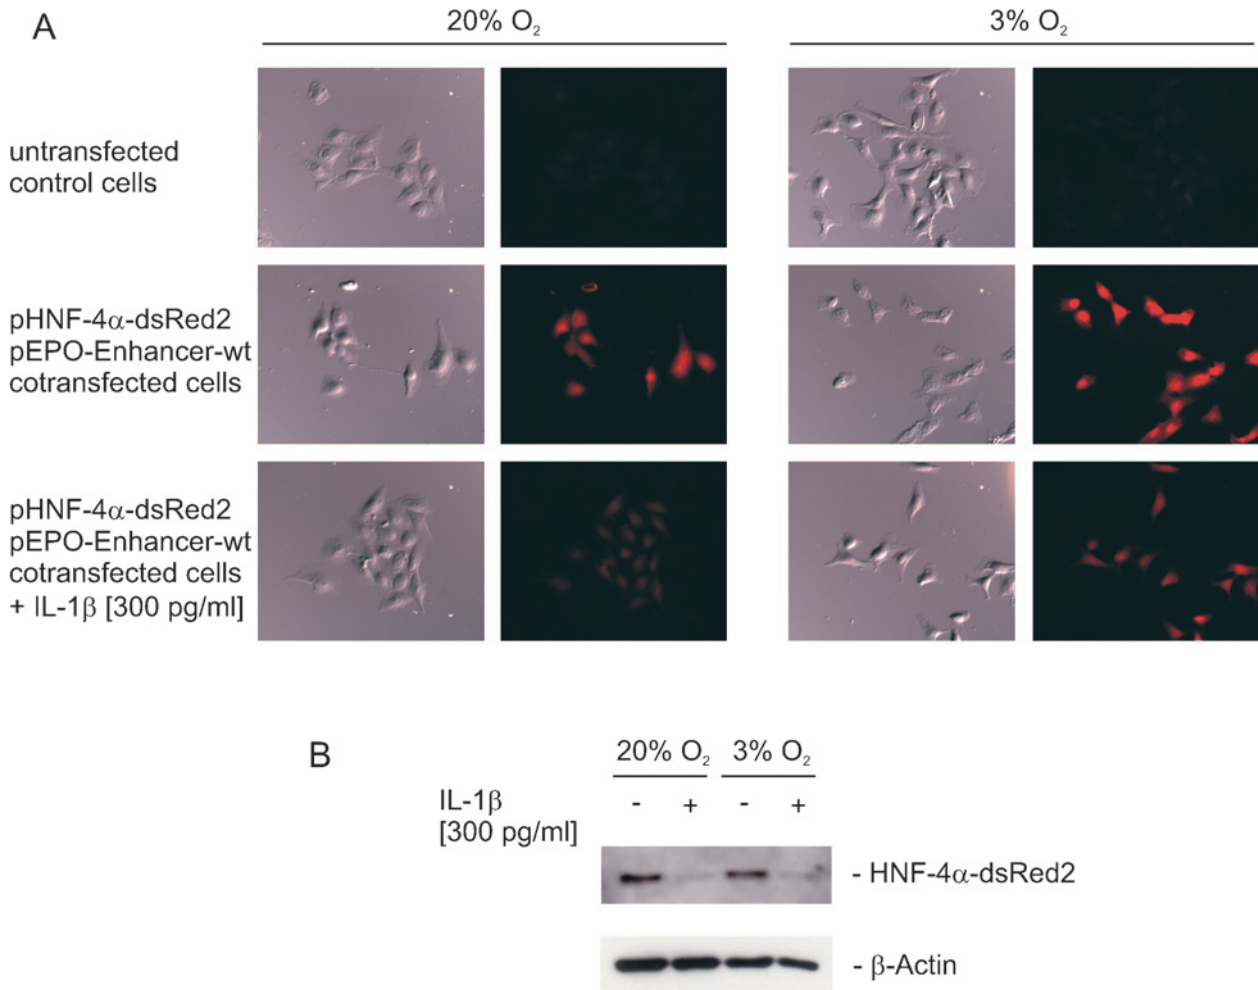 A
20% O₂
3% O₂
untransfected
control cells
pHNF-4α-dsRed2
pEPO-Enhancer-wt
cotransfected cells
pHNF-4α-dsRed2
pEPO-Enhancer-wt
cotransfected cells
+ IL-1β [300 pg/ml]
B
20% O₂ 3% O₂
IL-1β - + - +
[300 pg/ml]
- HNF-4α-dsRed2
- β-Actin